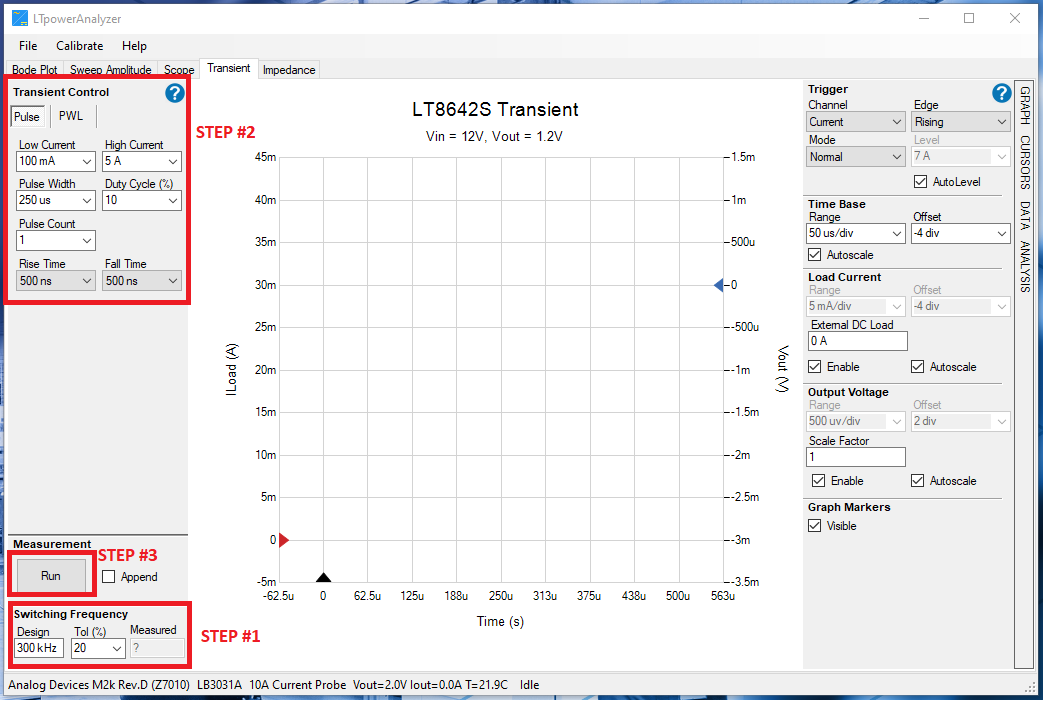 LTpowerAnalyzer
File Calibrate Help
Bode Plot Sweep Amplitude Scope Transient Impedance
Transient Control
?
Pulse PWL
Low Current High Current
100 mA 5 A
Pulse Width Duty Cycle (%)
250 us 10
Pulse Count
1
Rise Time Fall Time
500 ns 500 ns
STEP #2
Measurement
Run
STEP #3
Append
Switching Frequency
Design Tol (%) Measured
300 kHz 20 ?
STEP #1
LT8642S Transient
Vin = 12V, Vout = 1.2V
45m
40m
35m
30m
25m
20m
15m
10m
5m
0
-5m
ILoad (A)
1.5m
1m
500u
0
-500u
-1m
-1.5m
-2m
-2.5m
-3m
-3.5m
Vout (V)
-62.5u 0 62.5u 125u 188u 250u 313u 375u 438u 500u 563u
Time (s)
Trigger
?
Channel Edge
Current Rising
Mode Level
Normal 7 A
AutoLevel
Time Base
Range Offset
50 us/div -4 div
Autoscale
Load Current
Range Offset
5 mA/div -4 div
External DC Load
0 A
Enable Autoscale
Output Voltage
Range Offset
500 uv/div 2 div
Scale Factor
1
Enable Autoscale
Graph Markers
Visible
GRAPH CURSORS DATA ANALYSIS
Analog Devices M2k Rev.D (Z7010) LB3031A 10A Current Probe Vout=2.0V Iout=0.0A T=21.9C Idle